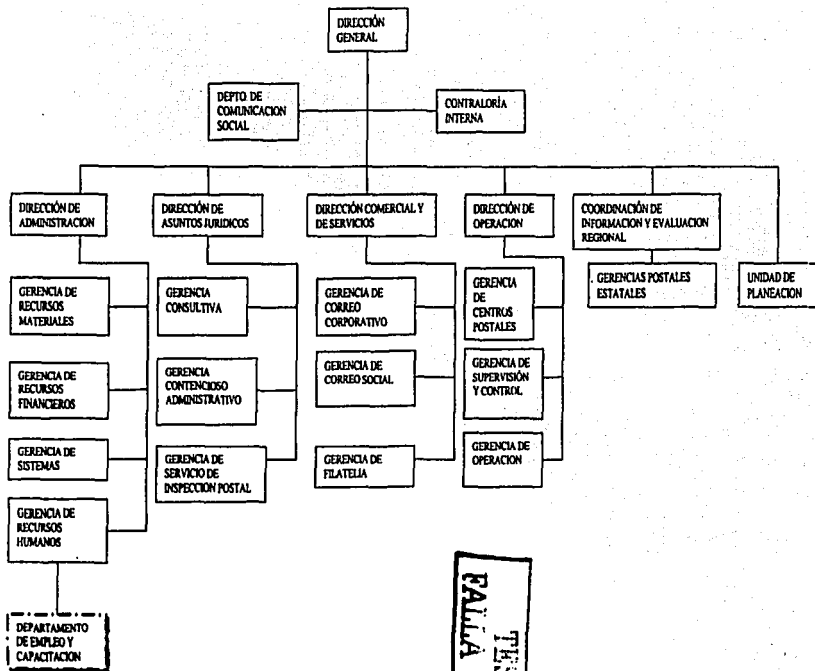 DIRECCIÓN
GENERAL
DEPTO. DE
COMUNICACION
SOCIAL
CONTRALORÍA
INTERNA
DIRECCIÓN DE
ADMINISTRACION
DIRECCIÓN DE
ASUNTOS JURIDICOS
DIRECCIÓN COMERCIAL Y
DE SERVICIOS
DIRECCIÓN DE
OPERACION
COORDINACIÓN DE
INFORMACION Y EVALUACION
REGIONAL
GERENCIA DE
RECURSOS
MATERIALES
GERENCIA
CONSULTIVA
GERENCIA DE
CORREO
CORPORATIVO
GERENCIA
DE
CENTROS
POSTALES
. GERENCIAS POSTALES
ESTATALES
UNIDAD DE
PLANEACION
GERENCIA DE
RECURSOS
FINANCIEROS
GERENCIA
CONTENCIOSO
ADMINISTRATIVO
GERENCIA DE
CORREO SOCIAL
GERENCIA
DE SUPERVISIÓN
Y CONTROL
GERENCIA DE
SISTEMAS
GERENCIA DE
SERVICIO DE
INSPECCION POSTAL
GERENCIA DE
FILATELIA
GERENCIA DE
OPERACION
GERENCIA DE
RECURSOS
HUMANOS
DEPARTAMENTO
DE EMPLEO Y
CAPACITACION
FALLA